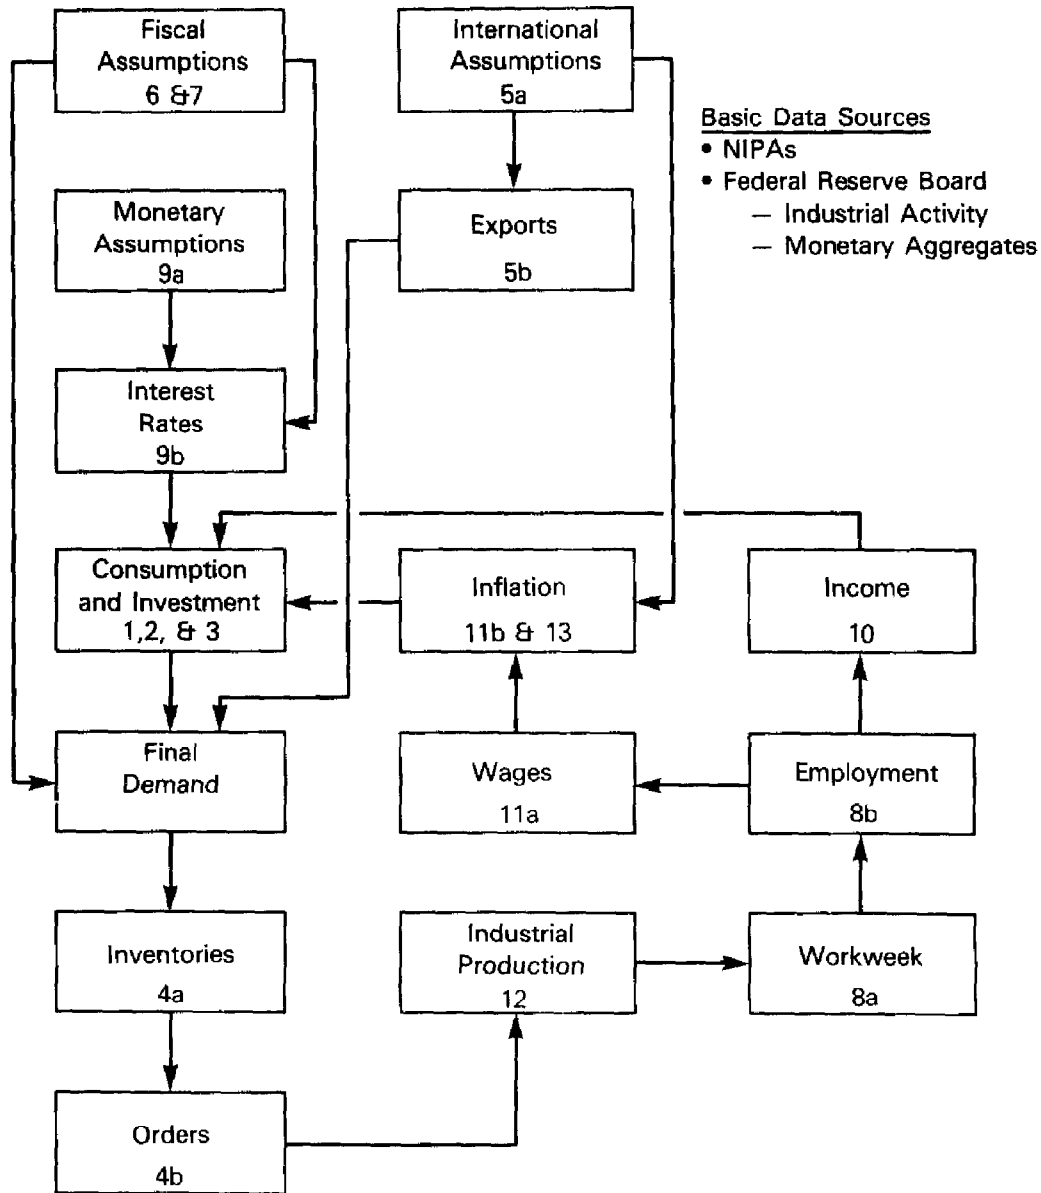 Fiscal
Assumptions
6 &7
International
Assumptions
5a
Basic Data Sources
• NIPAs
• Federal Reserve Board
— Industrial Activity
— Monetary Aggregates
Monetary
Assumptions
9a
Exports
5b
Interest
Rates
9b
Consumption
and Investment
1,2, & 3
Inflation
11b & 13
Income
10
Final
Demand
Wages
11a
Employment
8b
Inventories
4a
Industrial
Production
12
Workweek
8a
Orders
4b